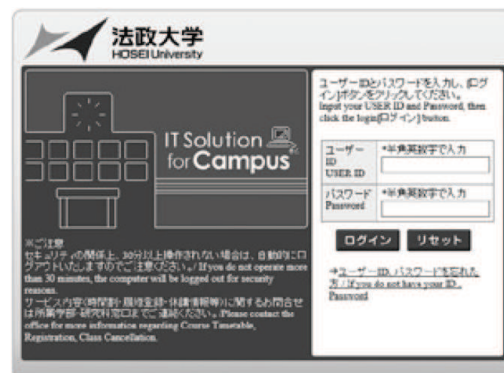 法政大学
HOSEI University
IT Solution
for Campus
※ご注意
セキュリティの関係上、30分以上操作されない場合は、自動的にロ
グアウトいたしますのでご注意ください。/ If you do not operate more
than 30 minutes, the computer will be logged out for security
reasons.
サービス内容(時間割・履修登録・休講情報等)に関するお問合せ
は所属学部・研究科窓口までご連絡ください。/Please contact the
office for more information regarding Course Timetable,
Registration, Class Cancellation.
ユーザーIDとパスワードを入力し、[ログ
イン]ボタンをクリックしてください。
Input your USER ID and Password, then
click the login[ログイン] button.
ユーザー
ID
USER ID
*半角英数字で入力
パスワード
Password
*半角英数字で入力
ログイン リセット
→ユーザーID、パスワードを忘れた
方 / If you do not have your ID、
Password